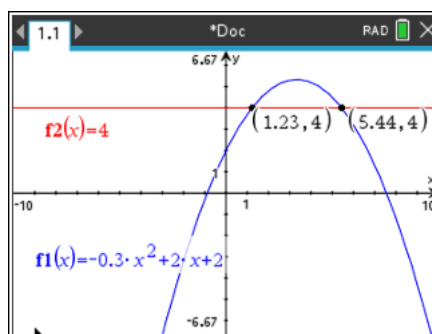 1.1 *Doc RAD
6.67 y
f2(x)=4
(1.23,4) (5.44,4)
1
x
-10 1 10
f1(x)=-0.3·x²+2·x+2
-6.67